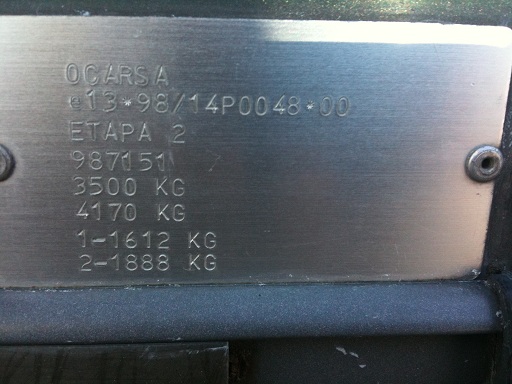 OCARSA
e13*98/14P0048*00
ETAPA 2
987151
3500 KG
4170 KG
1-1612 KG
2-1888 KG